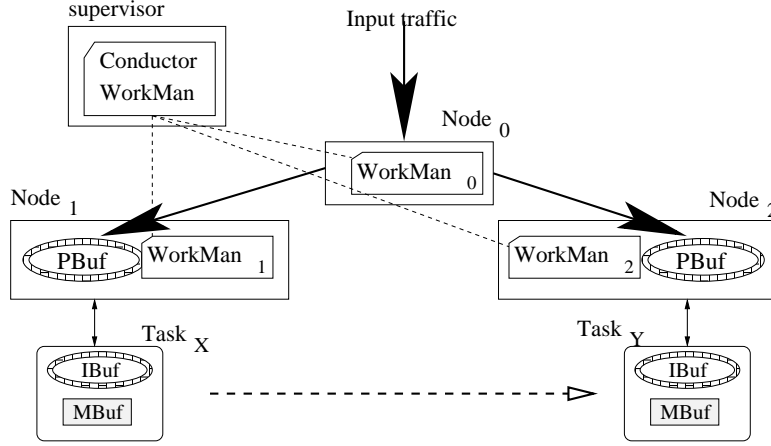 supervisor
Input traffic
Conductor
WorkMan
Node 0
WorkMan 0
Node 1
Node 2
PBuf
WorkMan 1
WorkMan 2
PBuf
Task X
Task Y
IBuf
MBuf
IBuf
MBuf